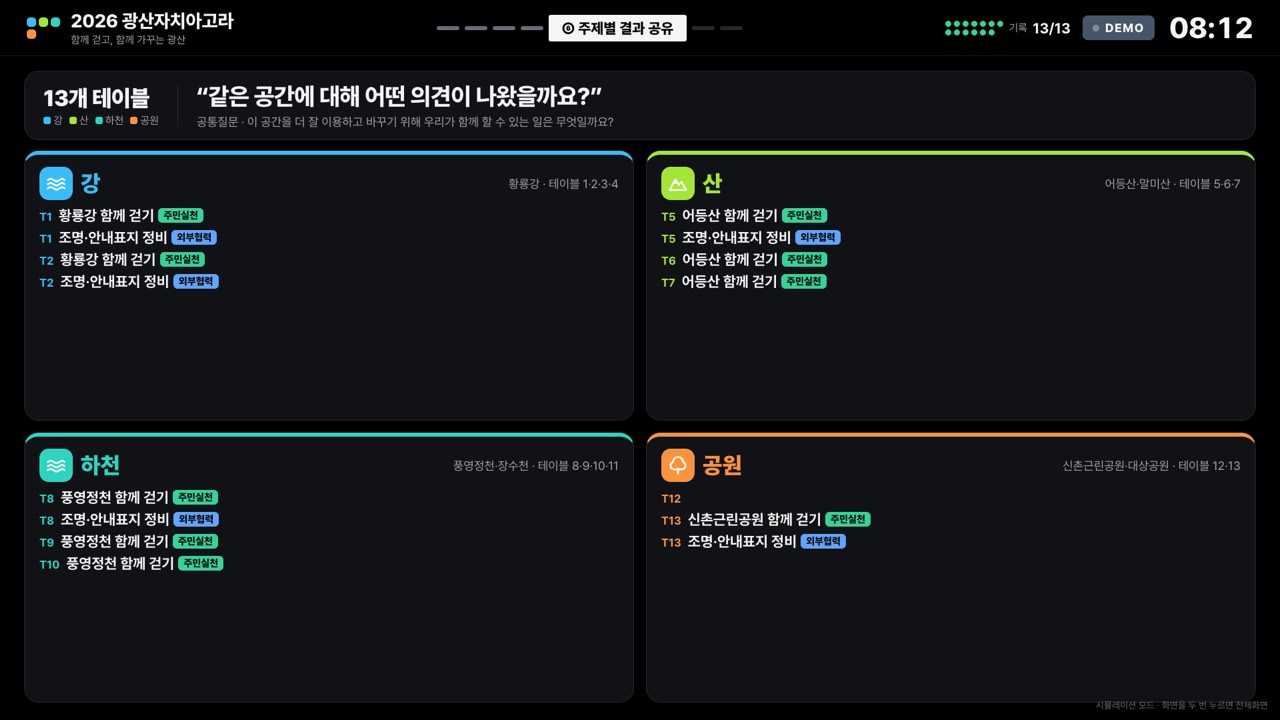 2026 광산자치아고라
함께 걷고, 함께 가꾸는 광산
⑥ 주제별 결과 공유
기록 13/13
DEMO
08:12
13개 테이블
강 산 하천 공원
“같은 공간에 대해 어떤 의견이 나왔을까요?”
공통질문 · 이 공간을 더 잘 이용하고 바꾸기 위해 우리가 함께 할 수 있는 일은 무엇일까요?
강
황룡강 · 테이블 1·2·3·4
T1 황룡강 함께 걷기 주민실천
T1 조명·안내표지 정비 외부협력
T2 황룡강 함께 걷기 주민실천
T2 조명·안내표지 정비 외부협력
산
어등산·말미산 · 테이블 5·6·7
T5 어등산 함께 걷기 주민실천
T5 조명·안내표지 정비 외부협력
T6 어등산 함께 걷기 주민실천
T7 어등산 함께 걷기 주민실천
하천
풍영정천·장수천 · 테이블 8·9·10·11
T8 풍영정천 함께 걷기 주민실천
T8 조명·안내표지 정비 외부협력
T9 풍영정천 함께 걷기 주민실천
T10 풍영정천 함께 걷기 주민실천
공원
신촌근린공원·대상공원 · 테이블 12·13
T12
T13 신촌근린공원 함께 걷기 주민실천
T13 조명·안내표지 정비 외부협력
시뮬레이션 모드 · 화면을 두 번 누르면 전체화면